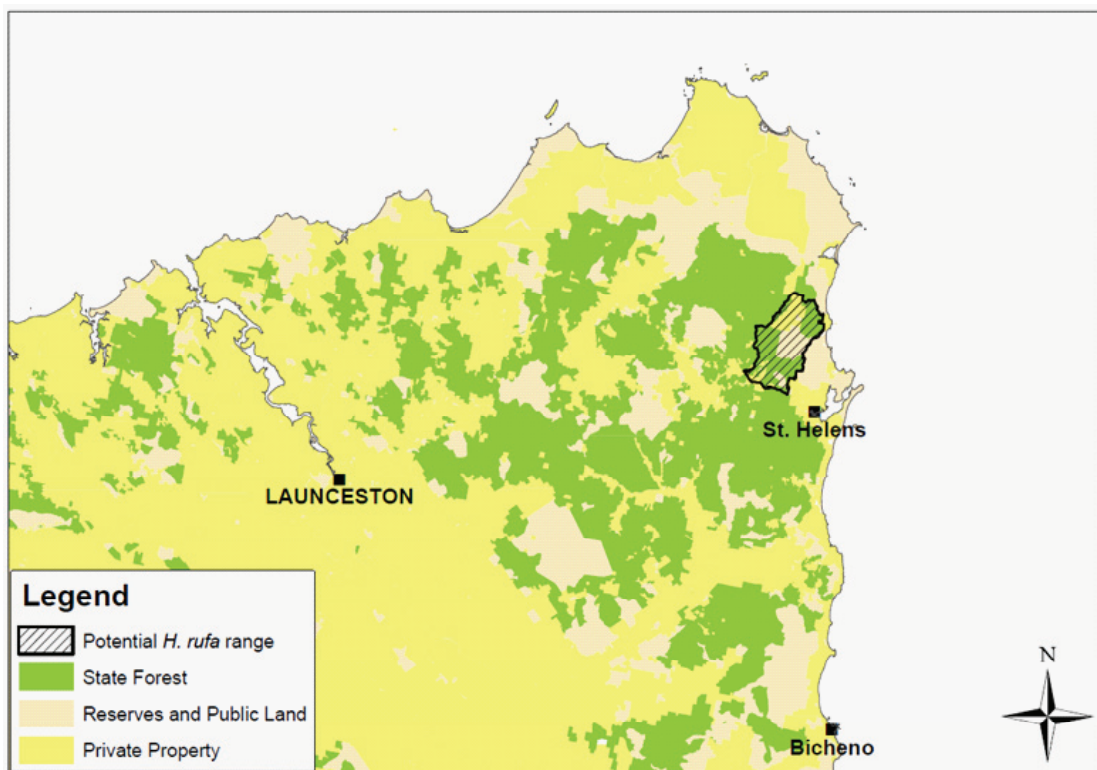 St. Helens
LAUNCESTON
Legend
Potential H. rufa range
State Forest
Reserves and Public Land
Private Property
N
Bicheno